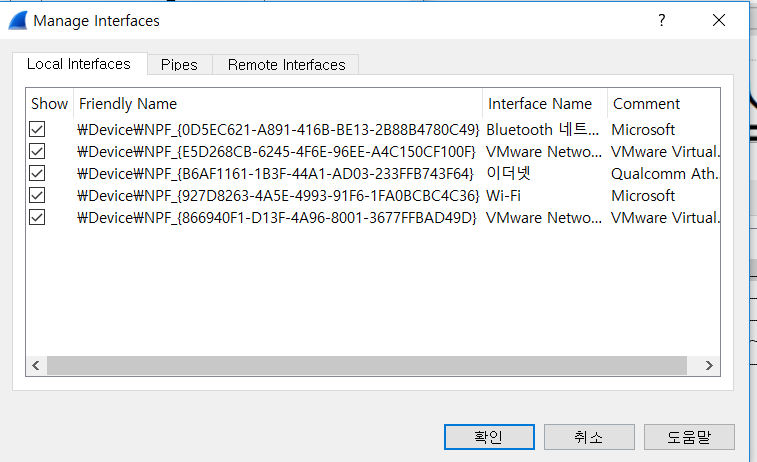 Manage Interfaces
Local Interfaces Pipes Remote Interfaces
Show Friendly Name Interface Name Comment
₩Device₩NPF_{0D5EC621-A891-416B-BE13-2B88B4780C49} Bluetooth 네트... Microsoft
₩Device₩NPF_{E5D268CB-6245-4F6E-96EE-A4C150CF100F} VMware Netwo... VMware Virtual...
₩Device₩NPF_{B6AF1161-1B3F-44A1-AD03-233FFB743F64} 이더넷 Qualcomm Ath...
₩Device₩NPF_{927D8263-4A5E-4993-91F6-1FA0BCBC4C36} Wi-Fi Microsoft
₩Device₩NPF_{866940F1-D13F-4A96-8001-3677FFBAD49D} VMware Netwo... VMware Virtual...
확인 취소 도움말